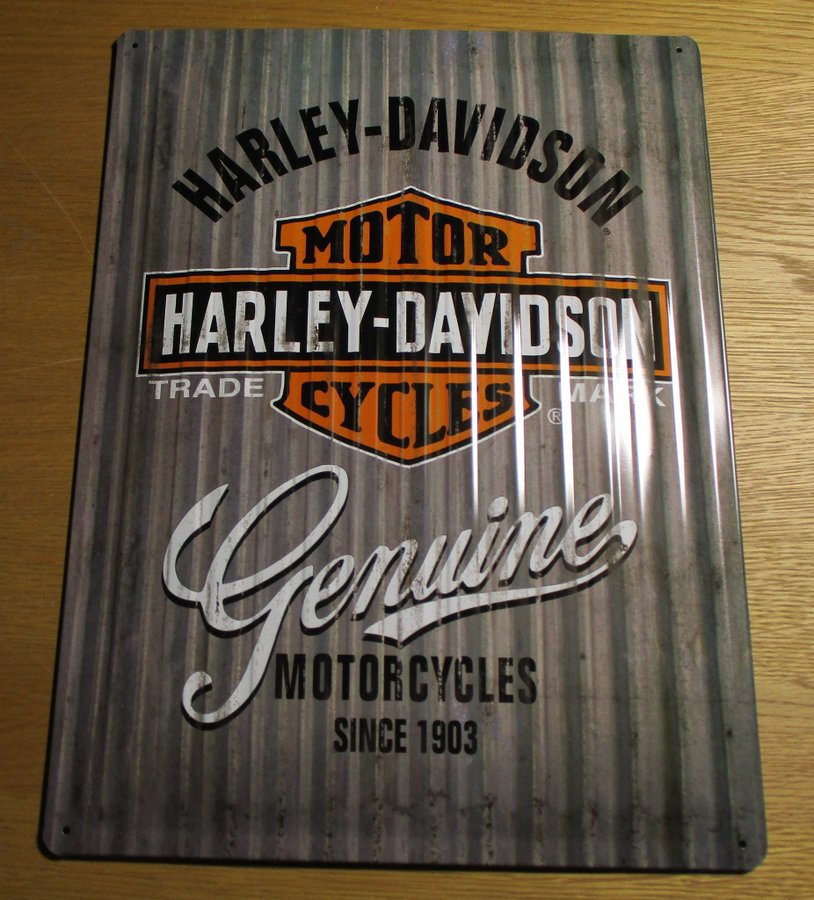 HARLEY-DAVIDSON®
MOTOR
HARLEY-DAVIDSON
TRADE MARK
CYCLES ®
Genuine
MOTORCYCLES
SINCE 1903